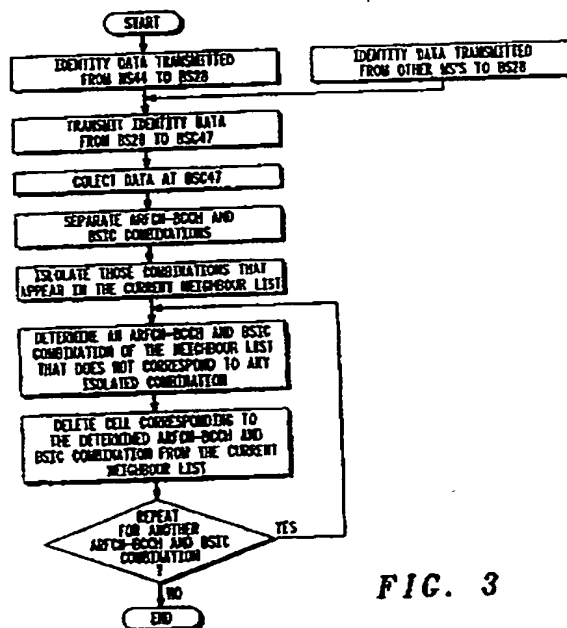 START
IDENTITY DATA TRANSMITTED
FROM MS44 TO BS28
IDENTITY DATA TRANSMITTED
FROM OTHER MS'S TO BS28
TRANSMIT IDENTITY DATA
FROM BS28 TO BSC47
COLECT DATA AT BSC47
SEPARATE ARFCN-BCCH AND
BSIC COMBINATIONS
ISLOLATE THOSE COMBINATIONS THAT
APPEAR IN THE CURRENT NEIGHBOUR LIST
DETERMINE AN ARFCN-BCCH AND BSIC
COMBINATION OF THE NEIGHBOUR LIST
THAT DOES NOT CORRESPOND TO ANY
ISOLATED COMBINATION
DELETE CELL CORRESPONDING TO
THE DETERMINED ARFCN-BCCH AND
BSIC COMBINATION FROM THE CURRENT
NEIGHBOUR LIST
REPEAT
FOR ANOTHER
ARFCN-BCCH AND BSIC
COMBINATION
?
YES
NO
END
FIG. 3